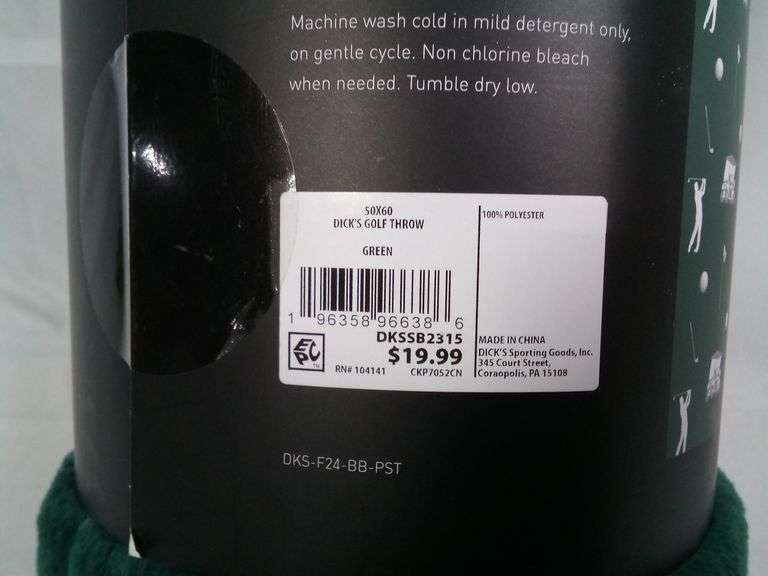 Machine wash cold in mild detergent only,
on gentle cycle. Non chlorine bleach
when needed. Tumble dry low.
50X60
DICK'S GOLF THROW
GREEN
1 96358 96638 6
DKSSB2315
EPC TM
$19.99
RN# 104141 CKP7052CN
100% POLYESTER
MADE IN CHINA
DICK'S Sporting Goods, Inc.
345 Court Street,
Coraopolis, PA 15108
DKS-F24-BB-PST